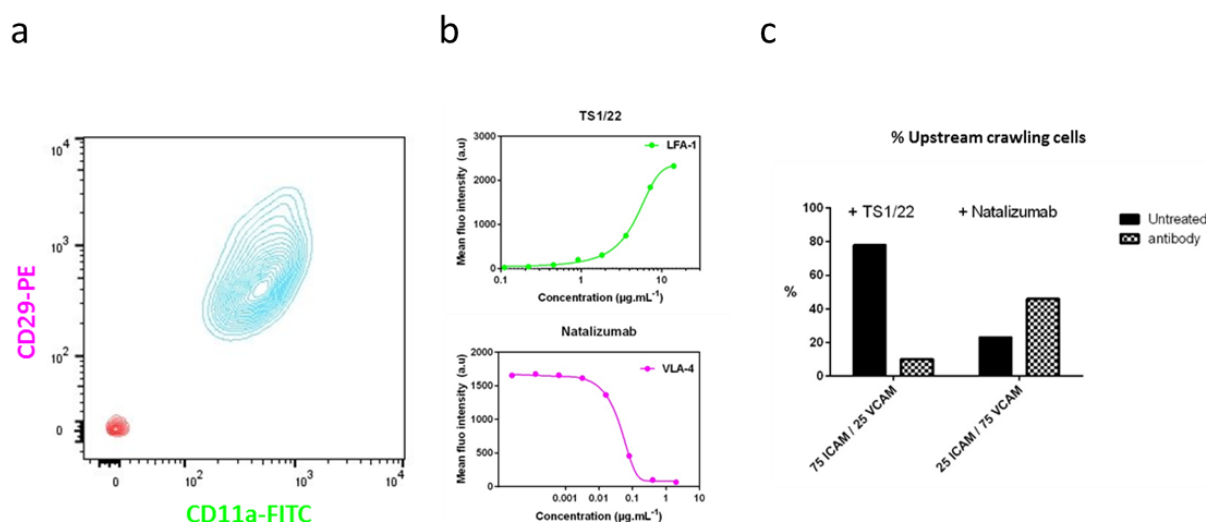 a
b
c
10⁴
10³
10²
0
CD29-PE
0
10²
10³
10⁴
CD11a-FITC
TS1/22
3000
2000
1000
0
Mean fluo intensity (a.u)
LFA-1
0.1
1
10
Concentration (µg.mL⁻¹)
Natalizumab
2000
1500
1000
500
0
Mean fluo intensity (a.u)
VLA-4
0.001
0.01
0.1
1
10
Concentration (µg.mL⁻¹)
% Upstream crawling cells
100
80
60
40
20
0
%
+ TS1/22
+ Natalizumab
Untreated
antibody
75 ICAM / 25 VCAM
25 ICAM / 75 VCAM